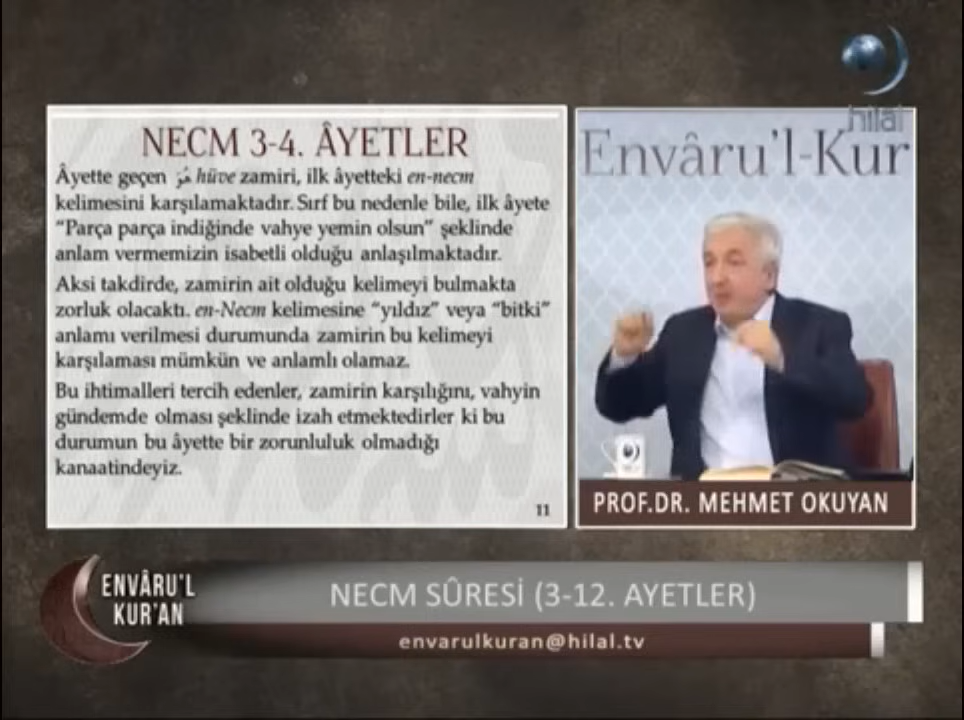 hilal
NECM 3-4. ÂYETLER
Âyette geçen هُوَ hüve zamiri, ilk âyetteki en-necm
kelimesini karşılamaktadır. Sırf bu nedenle bile, ilk âyete
“Parça parça indiğinde vahye yemin olsun” şeklinde
anlam vermemizin isabetli olduğu anlaşılmaktadır.
Aksi takdirde, zamirin ait olduğu kelimeyi bulmakta
zorluk olacaktı. en-Necm kelimesine “yıldız” veya “bitki”
anlamı verilmesi durumunda zamirin bu kelimeyi
karşılaması mümkün ve anlamlı olamaz.
Bu ihtimalleri tercih edenler, zamirin karşılığını, vahyin
gündemde olması şeklinde izah etmektedirler ki bu
durumun bu âyette bir zorunluluk olmadığı
kanaatindeyiz.
11
Envâru'l-Kur
PROF.DR. MEHMET OKUYAN
ENVÂRU'L
KUR'AN
NECM SÛRESİ (3-12. AYETLER)
envarulkuran@hilal.tv